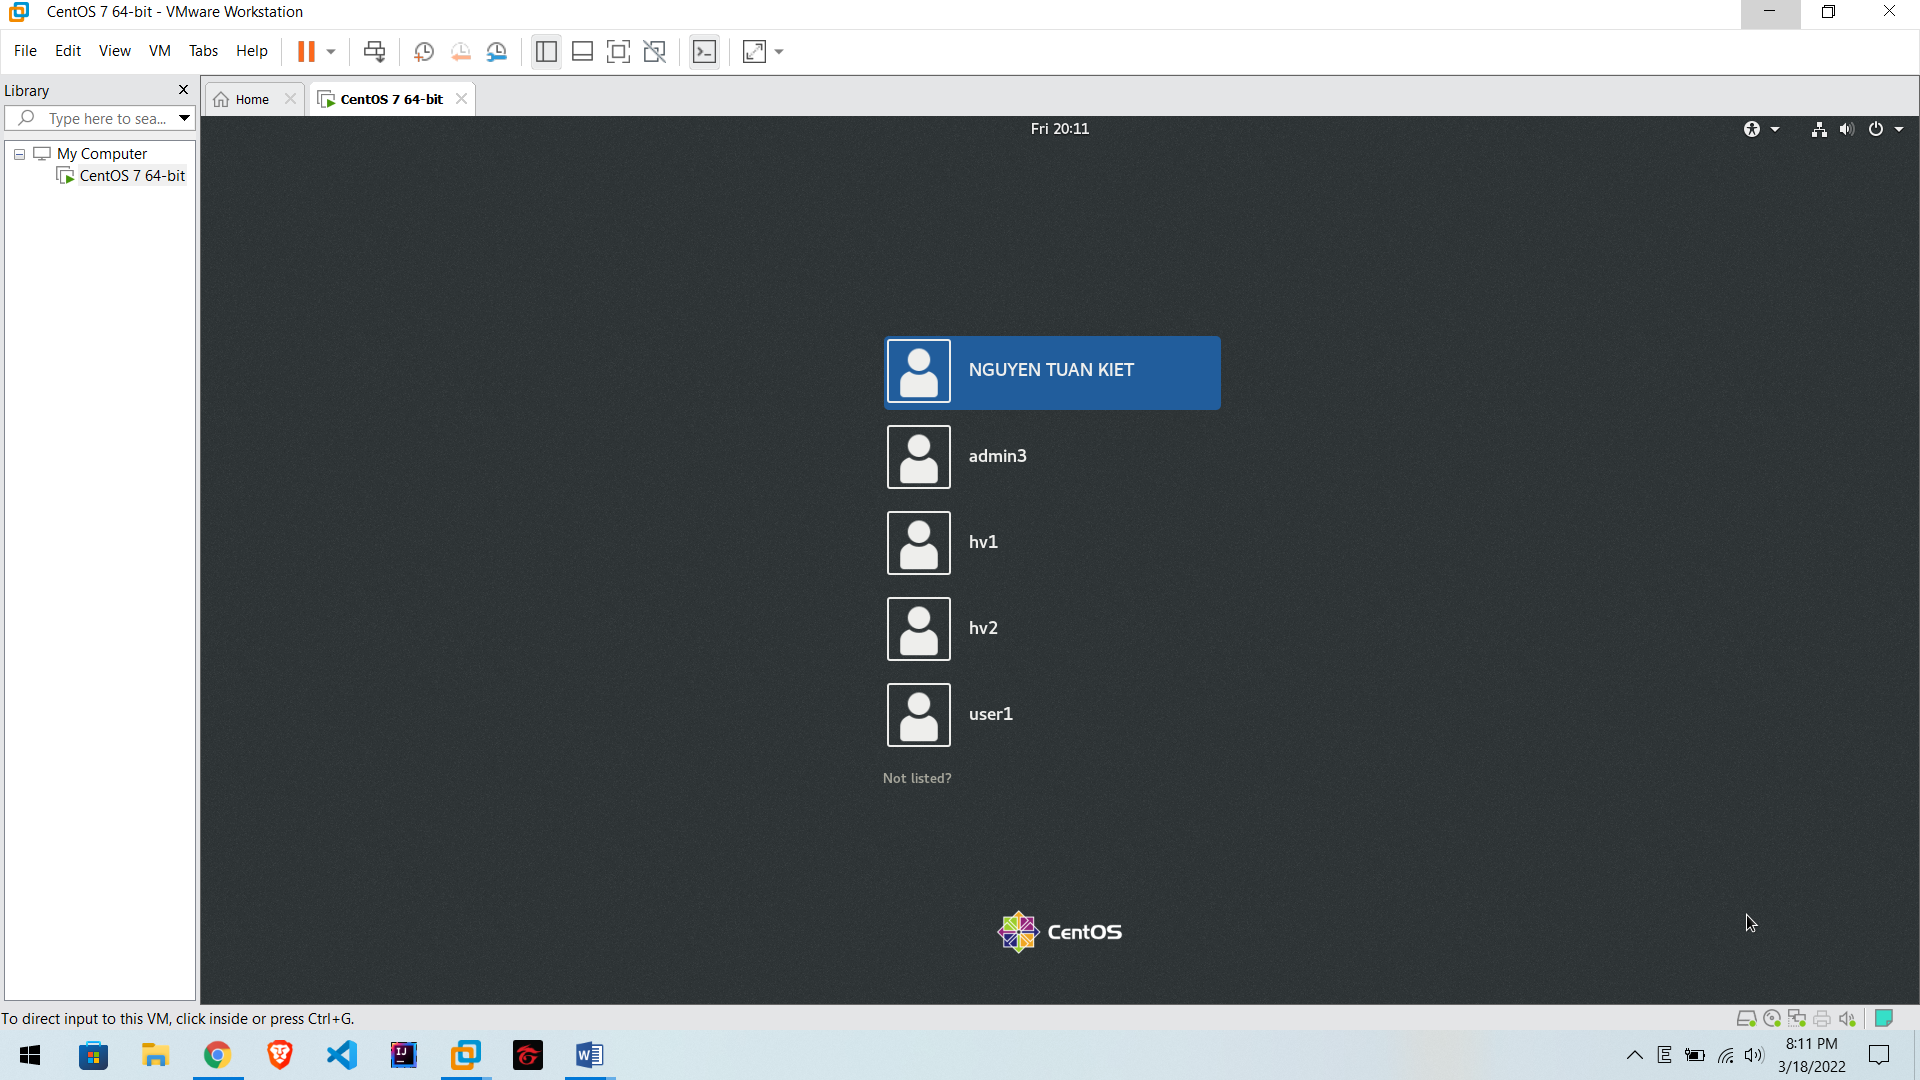 CentOS 7 64-bit - VMware Workstation
File Edit View VM Tabs Help
Library
Home
CentOS 7 64-bit
Type here to sea...
My Computer
CentOS 7 64-bit
Fri 20:11
NGUYEN TUAN KIET
admin3
hv1
hv2
user1
Not listed?
CentOS
To direct input to this VM, click inside or press Ctrl+G.
8:11 PM
3/18/2022